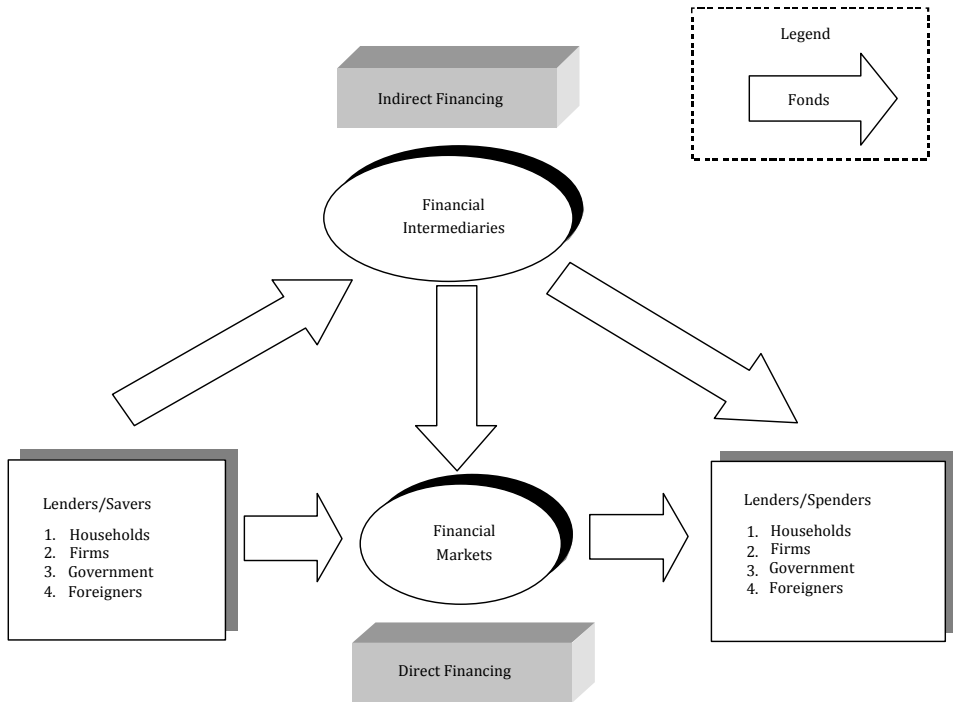 Legend
Fonds
Indirect Financing
Financial
Intermediaries
Lenders/Savers
1. Households
2. Firms
3. Government
4. Foreigners
Financial
Markets
Lenders/Spenders
1. Households
2. Firms
3. Government
4. Foreigners
Direct Financing